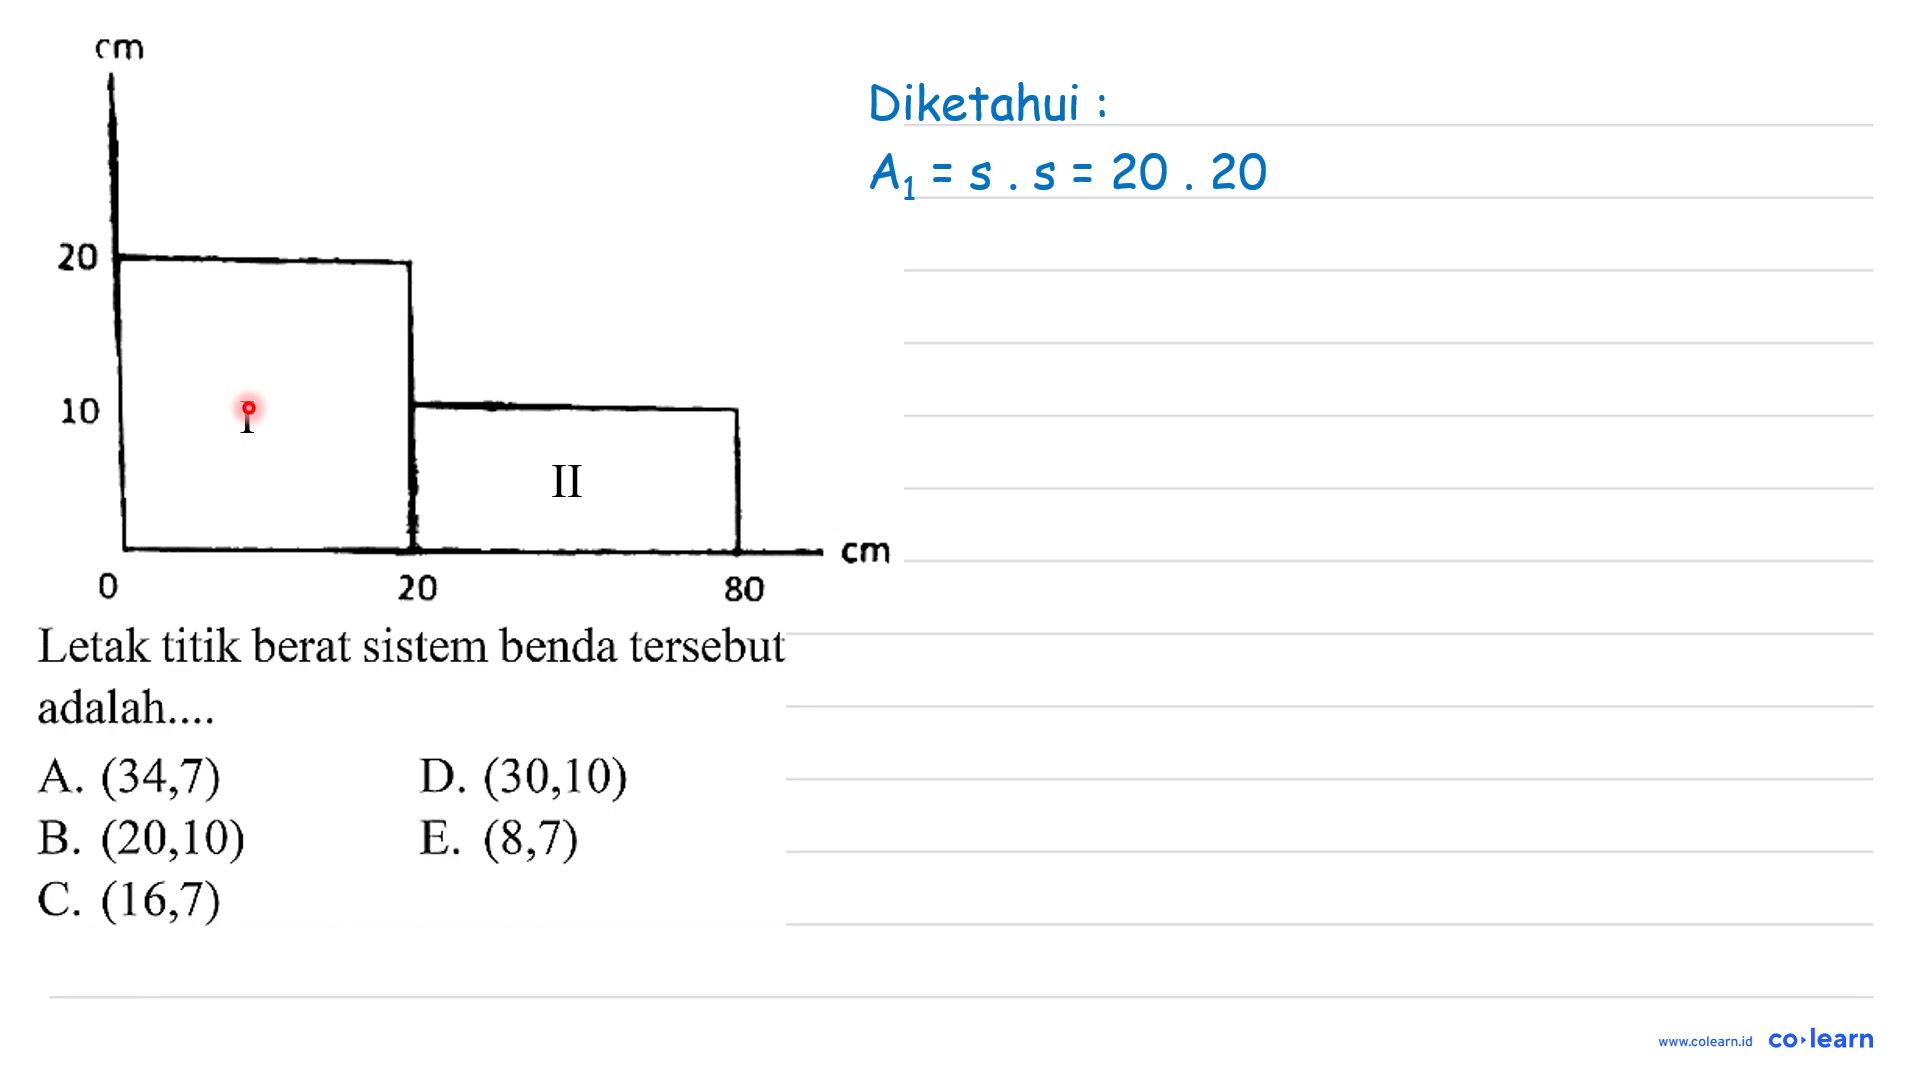 cm
20
10
I
II
cm
0 20 80
Letak titik berat sistem benda tersebut
adalah....
A. (34,7) D. (30,10)
B. (20,10) E. (8,7)
C. (16,7)
Diketahui :
A₁ = s . s = 20 . 20
www.colearn.id co learn